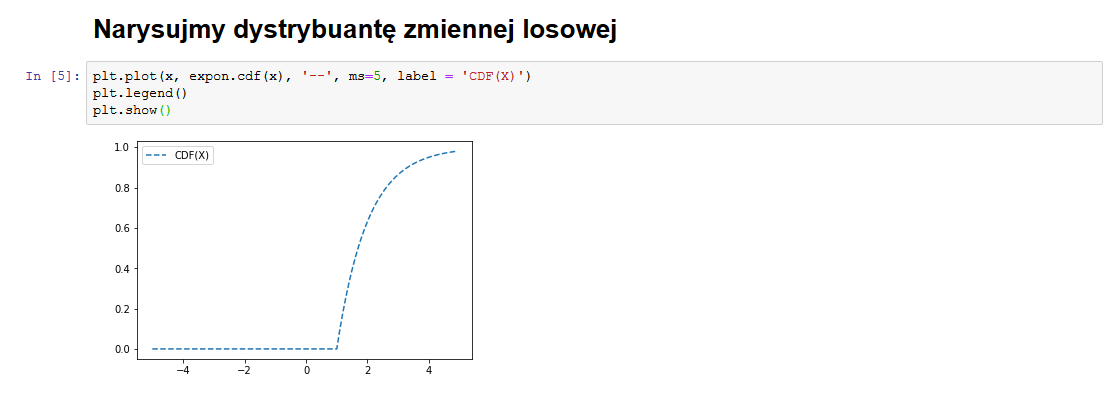 Narysujmy dystrybuantę zmiennej losowej
In [5]: plt.plot(x, expon.cdf(x), '--', ms=5, label = 'CDF(X)')
plt.legend()
plt.show()
1.0
CDF(X)
0.8
0.6
0.4
0.2
0.0
−4 −2 0 2 4